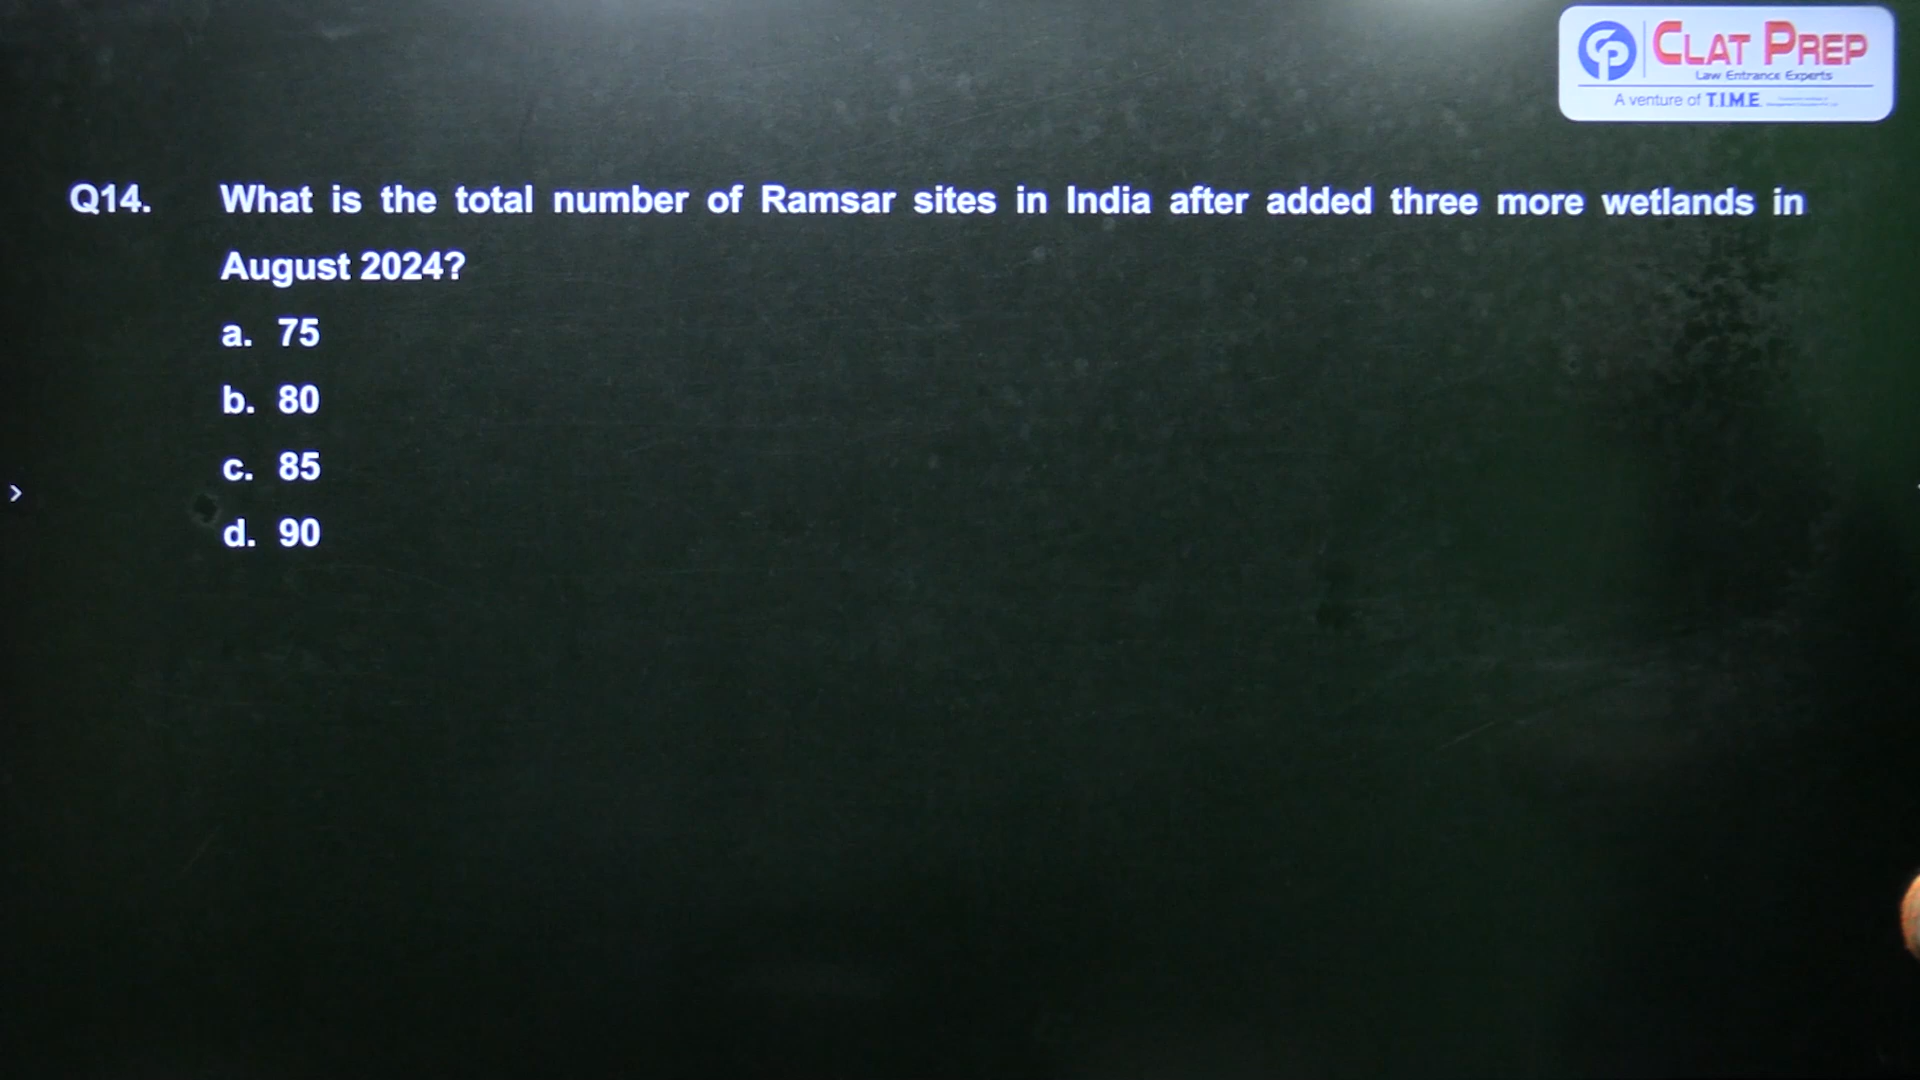 CLAT PREP
Law Entrance Experts
A venture of T.I.M.E.
Q14. What is the total number of Ramsar sites in India after added three more wetlands in
August 2024?
a. 75
b. 80
c. 85
d. 90